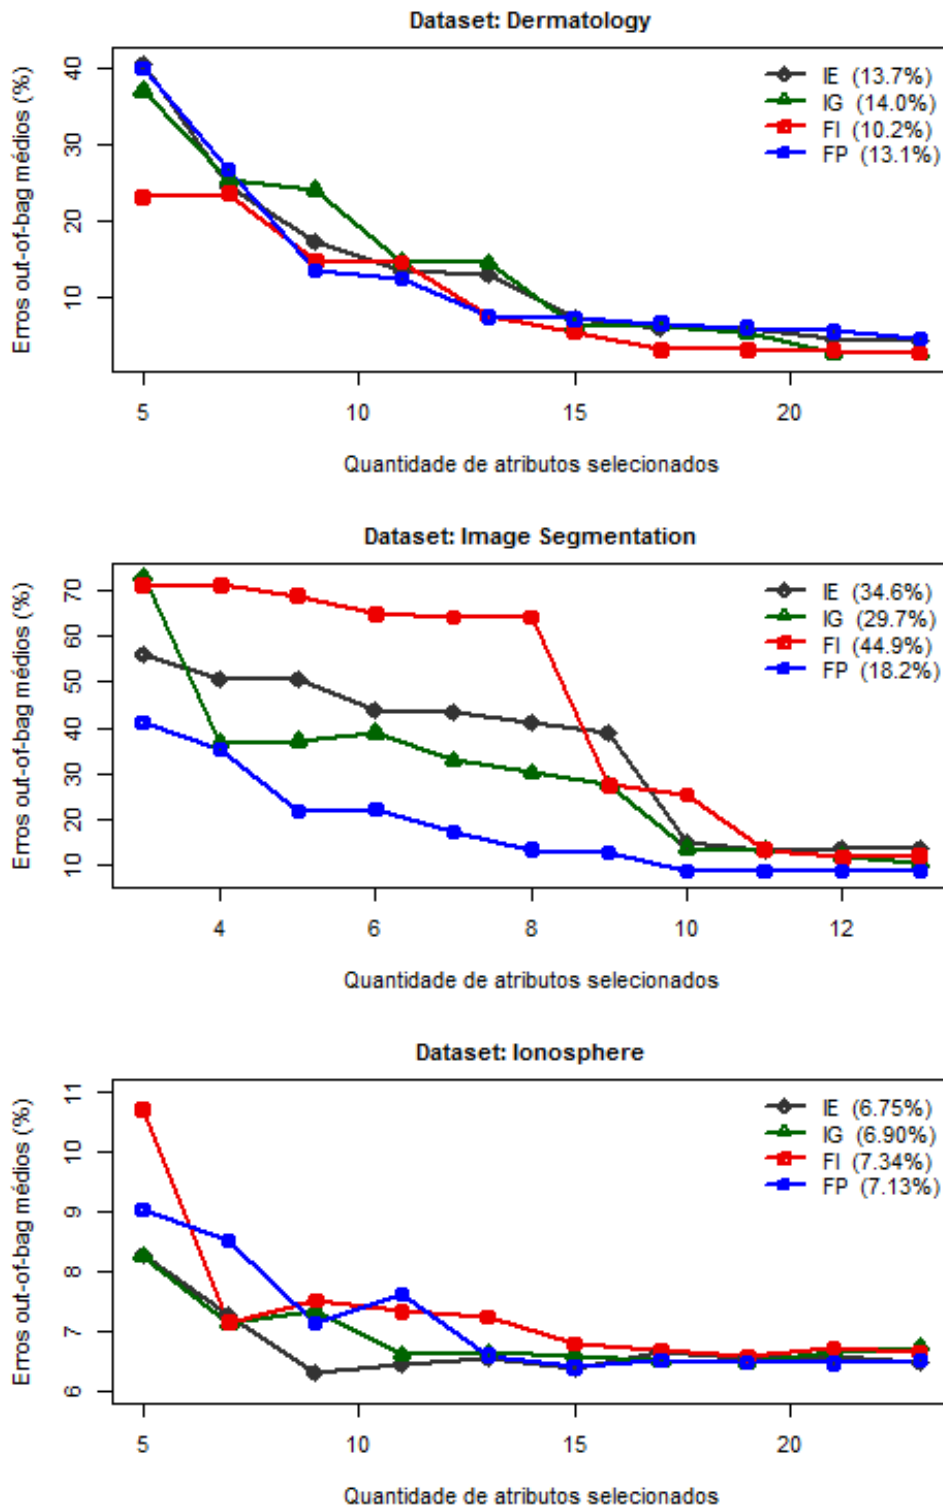 Dataset: Dermatology
Erros out-of-bag médios (%)
40
30
20
10
IE (13.7%)
IG (14.0%)
FI (10.2%)
FP (13.1%)
5 10 15 20
Quantidade de atributos selecionados
Dataset: Image Segmentation
Erros out-of-bag médios (%)
70
60
50
40
30
20
10
IE (34.6%)
IG (29.7%)
FI (44.9%)
FP (18.2%)
4 6 8 10 12
Quantidade de atributos selecionados
Dataset: Ionosphere
Erros out-of-bag médios (%)
11
10
9
8
7
6
IE (6.75%)
IG (6.90%)
FI (7.34%)
FP (7.13%)
5 10 15 20
Quantidade de atributos selecionados